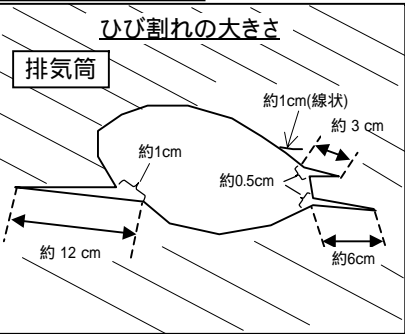 ひび割れの大きさ
排気筒
約1cm(線状)
約 3 cm
約1cm
約0.5cm
約 12 cm
約6cm